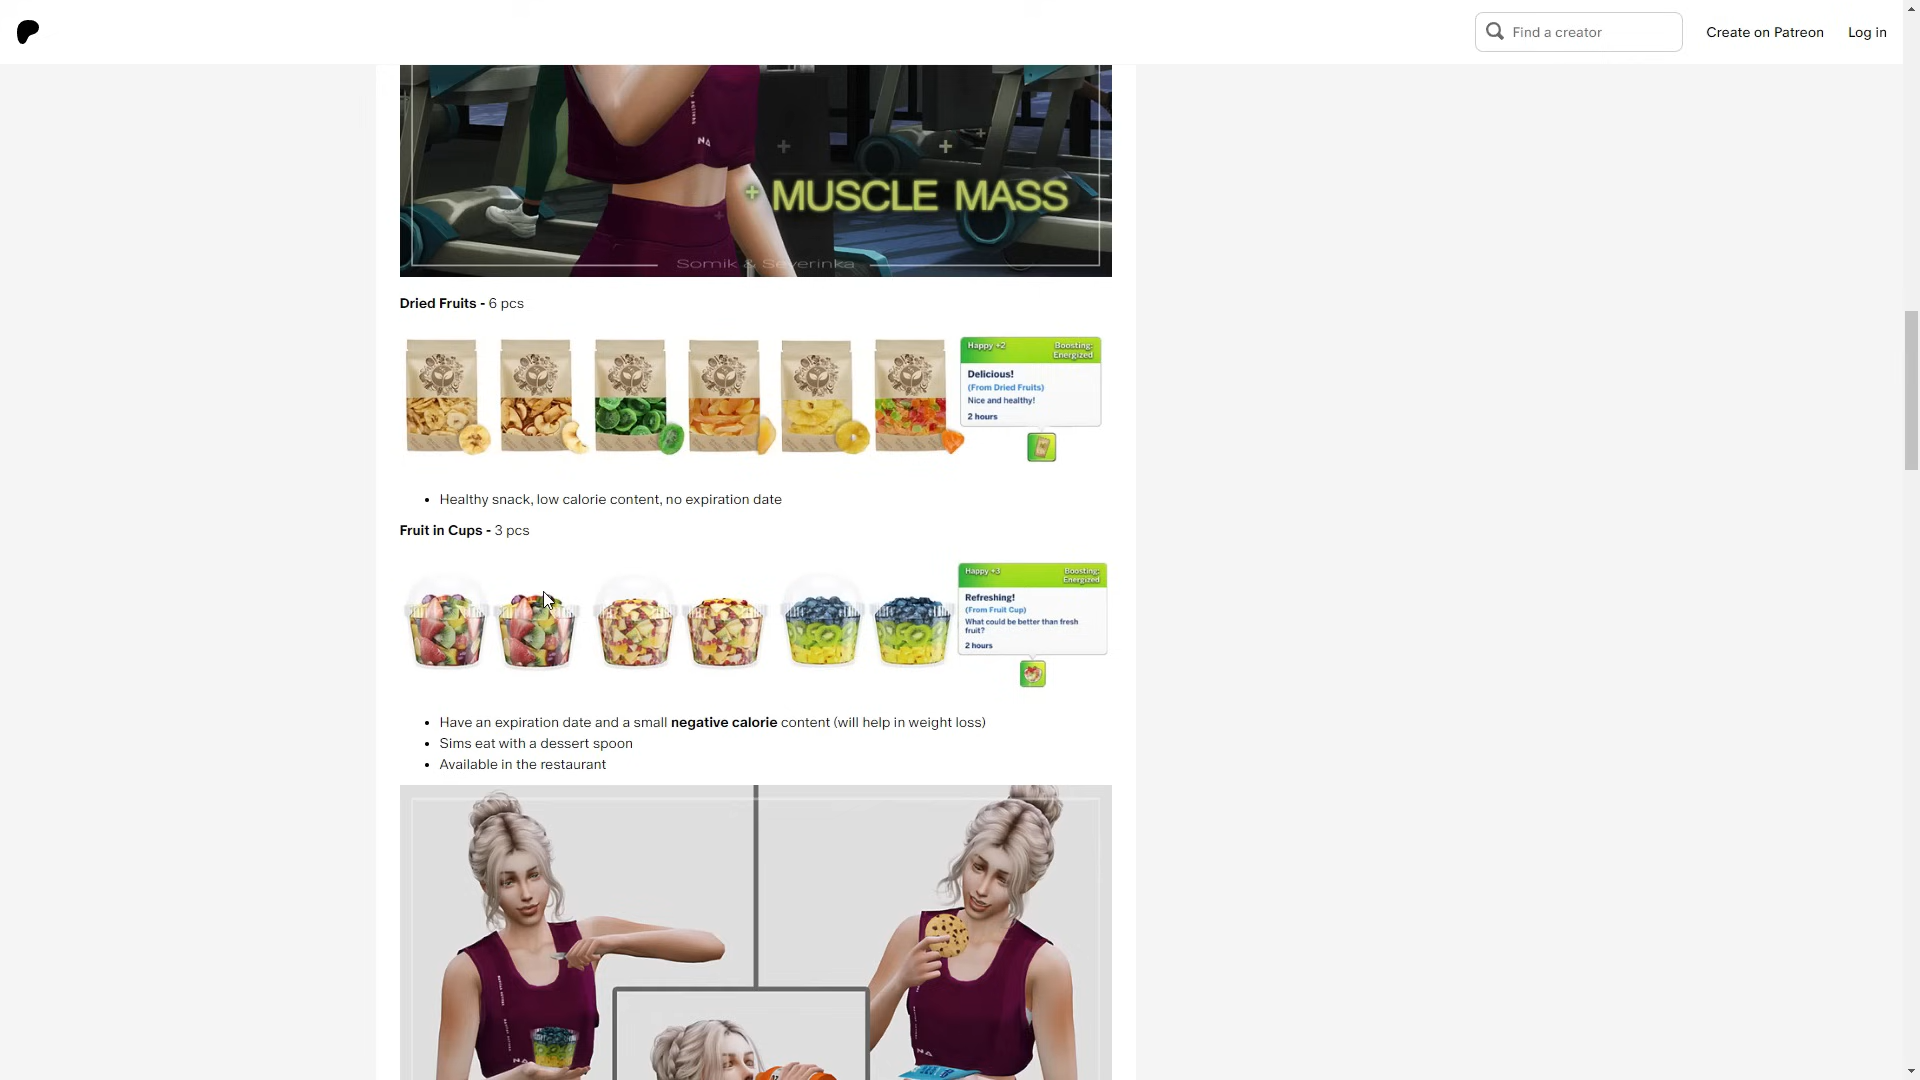 Find a creator
Create on Patreon
Log in
NA
+ MUSCLE MASS
Somik & Severinka
Dried Fruits - 6 pcs
Happy +2
Boosting:
Energized
Delicious!
(From Dried Fruits)
Nice and healthy!
2 hours
• Healthy snack, low calorie content, no expiration date
Fruit in Cups - 3 pcs
Happy +3
Boosting:
Energized
Refreshing!
(From Fruit Cup)
What could be better than fresh
fruit?
2 hours
• Have an expiration date and a small negative calorie content (will help in weight loss)
• Sims eat with a dessert spoon
• Available in the restaurant